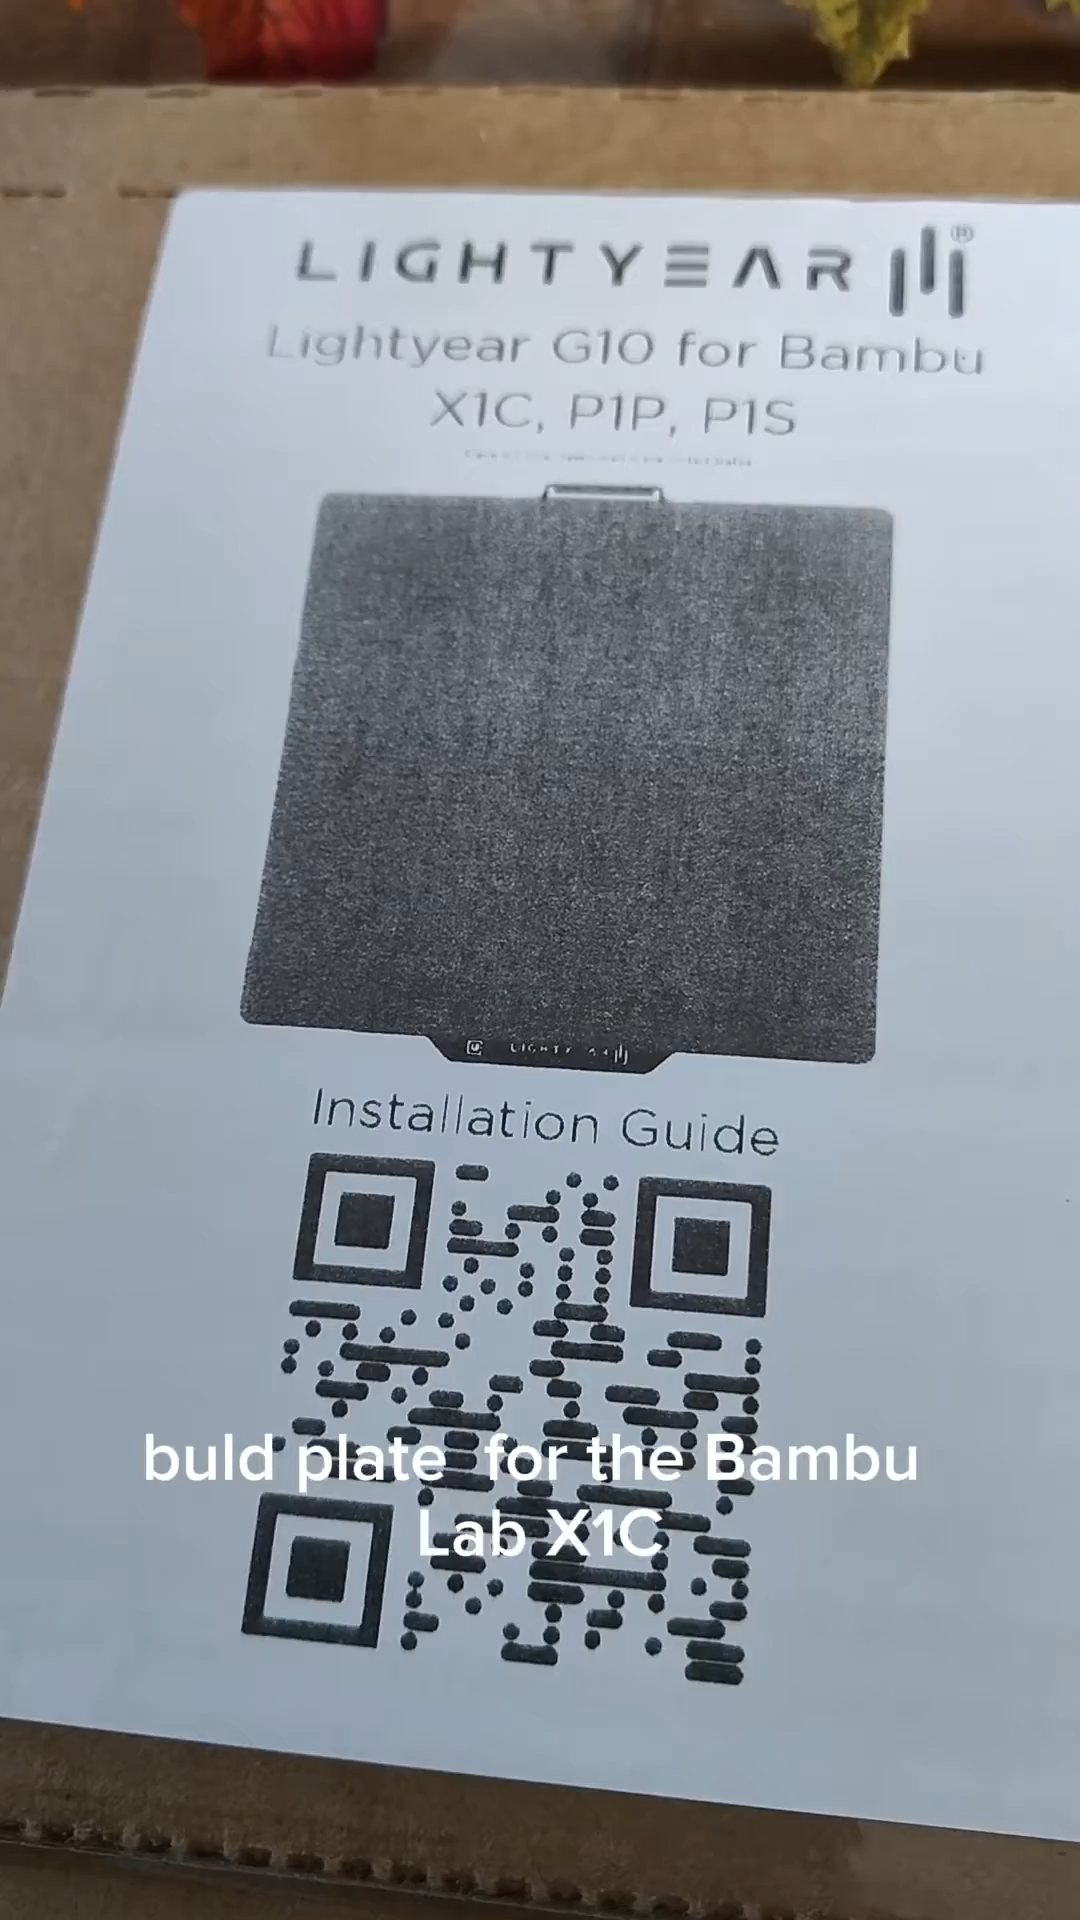 LIGHTYEAR
Lightyear G10 for Bambu
X1C, P1P, P1S
Installation Guide
buld plate for the Bambu
Lab X1C